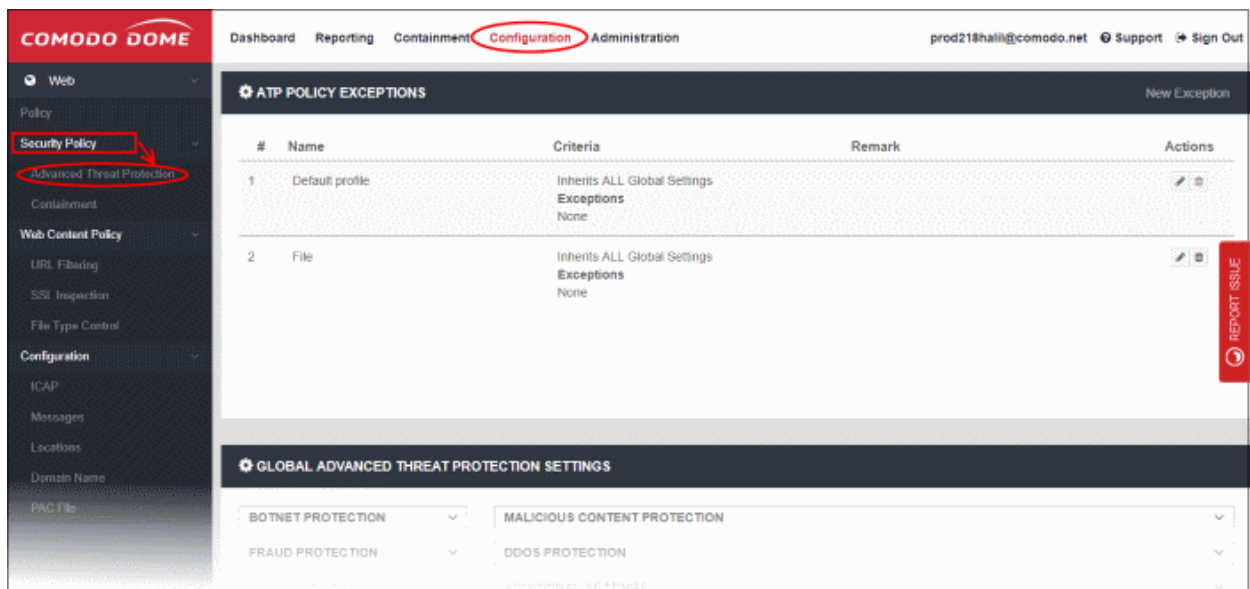 COMODO DOME
Dashboard Reporting Containment Configuration Administration
prod218halil@comodo.net Support Sign Out
Web
Policy
Security Policy
Advanced Threat Protection
Containment
Web Content Policy
URL Filtering
SSL Inspection
File Type Control
Configuration
ICAP
Messages
Locations
Domain Name
PAC File
ATP POLICY EXCEPTIONS New Exception
# Name Criteria Remark Actions
1 Default profile Inherits ALL Global Settings
Exceptions
None
2 File Inherits ALL Global Settings
Exceptions
None
REPORT ISSUE
GLOBAL ADVANCED THREAT PROTECTION SETTINGS
BOTNET PROTECTION MALICIOUS CONTENT PROTECTION
FRAUD PROTECTION DDOS PROTECTION